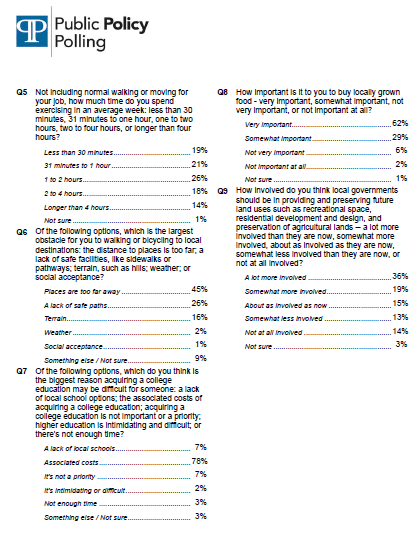 Public Policy
Polling
Q5 Not including normal walking or moving for
your job, how much time do you spend
exercising in an average week: less than 30
minutes, 31 minutes to one hour, one to two
hours, two to four hours, or longer than four
hours?
Less than 30 minutes 19%
31 minutes to 1 hour 21%
1 to 2 hours 26%
2 to 4 hours 18%
Longer than 4 hours 14%
Not sure 1%
Q6 Of the following options, which is the largest
obstacle for you to walking or bicycling to local
destinations: the distance to places is too far; a
lack of safe facilities, like sidewalks or
pathways; terrain, such as hills; weather; or
social acceptance?
Places are too far away 45%
A lack of safe paths 26%
Terrain 16%
Weather 2%
Social acceptance 1%
Something else / Not sure 9%
Q7 Of the following options, which do you think is
the biggest reason acquiring a college
education may be difficult for someone: a lack
of local school options; the associated costs of
acquiring a college education; acquiring a
college education is not important or a priority;
higher education is intimidating and difficult; or
there's not enough time?
A lack of local schools 7%
Associated costs 78%
It's not a priority 7%
It's intimidating or difficult 2%
Not enough time 3%
Something else / Not sure 3%
Q8 How important is it to you to buy locally grown
food - very important, somewhat important, not
very important, or not important at all?
Very important 62%
Somewhat important 29%
Not very important 6%
Not important at all 2%
Not sure 1%
Q9 How involved do you think local governments
should be in providing and preserving future
land uses such as recreational space,
residential development and design, and
preservation of agricultural lands – a lot more
involved than they are now, somewhat more
involved, about as involved as they are now,
somewhat less involved than they are now, or
not at all involved?
A lot more involved 36%
Somewhat more involved 19%
About as involved as now 15%
Somewhat less involved 13%
Not at all involved 14%
Not sure 3%